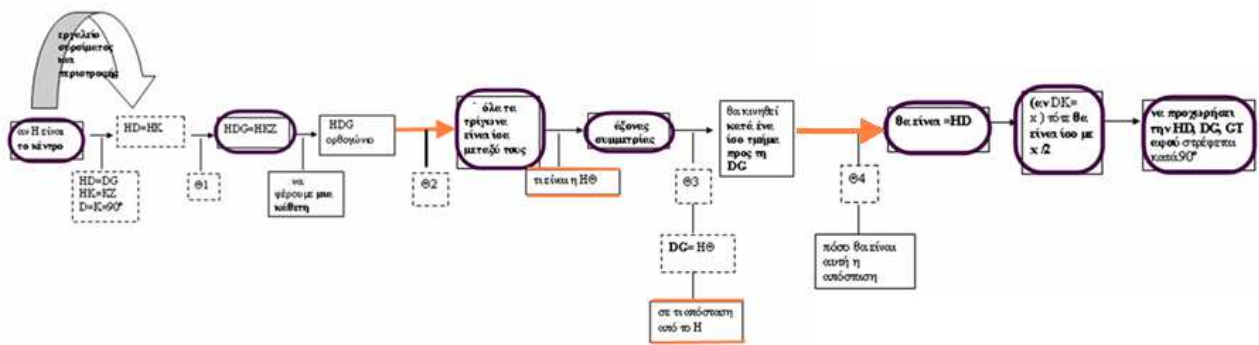 εργαλείο
συρσίματος
και
περιστροφής
αν Η είναι
το κέντρο
HD=HK
HD=DG
HK=KZ
D=K=90°
Θ1
HDG=HKZ
να
φέρουμε μια
κάθετη
HDG
ορθογώνιο
Θ2
όλα τα
τρίγωνα
είναι ίσα
μεταξύ τους
τι είναι η ΗΘ
άξονας
συμμετρίας
Θ3
DG= ΗΘ
σε τι απόσταση
από το Η
θα κινηθεί
κατά ένα
ίσο τμήμα
προς τη
DG
Θ4
πόσο θα είναι
αυτή η
απόσταση
θα είναι =HD
(αν DK=
x ) τότε θα
είναι ίσο με
x /2
να προχωρήσει
την HD, DG, GT
αφού στρέφεται
κατά 90°